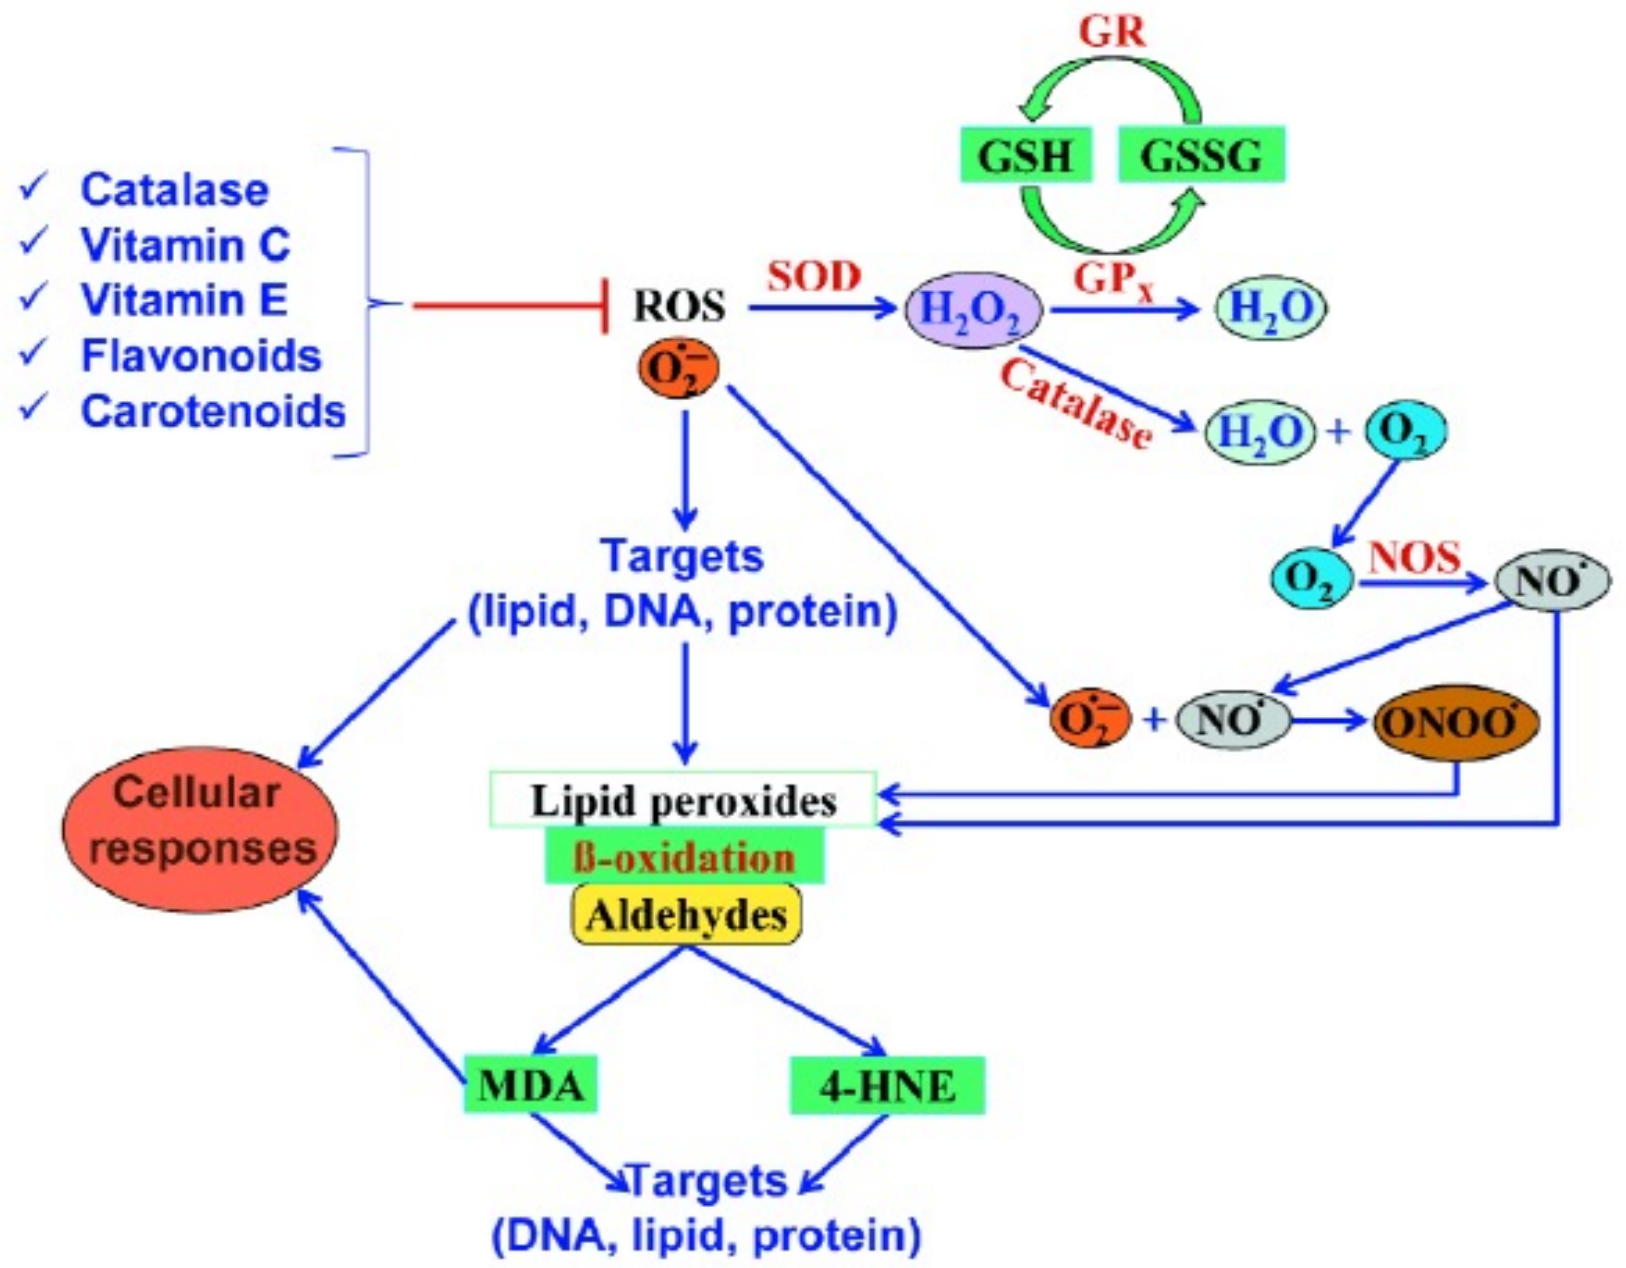 GR
GSH
GSSG
✓ Catalase
✓ Vitamin C
✓ Vitamin E
✓ Flavonoids
✓ Carotenoids
ROS
SOD
H₂O₂
GPₓ
H₂O
O₂•−
Catalase
H₂O + O₂
O₂
NOS
NO•
Targets
(lipid, DNA, protein)
O₂•− + NO•
ONOO•
Cellular
responses
Lipid peroxides
ß-oxidation
Aldehydes
MDA
4-HNE
Targets
(DNA, lipid, protein)